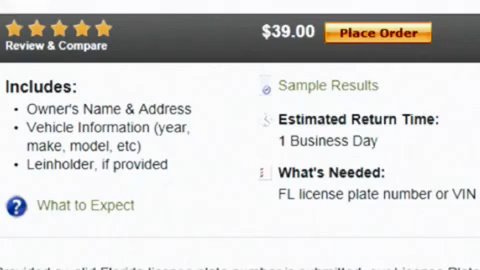 $39.00 Place Order
Review & Compare
Includes:
• Owner's Name & Address
• Vehicle Information (year,
make, model, etc)
• Leinholder, if provided
What to Expect
Sample Results
Estimated Return Time:
1 Business Day
What's Needed:
FL license plate number or VIN